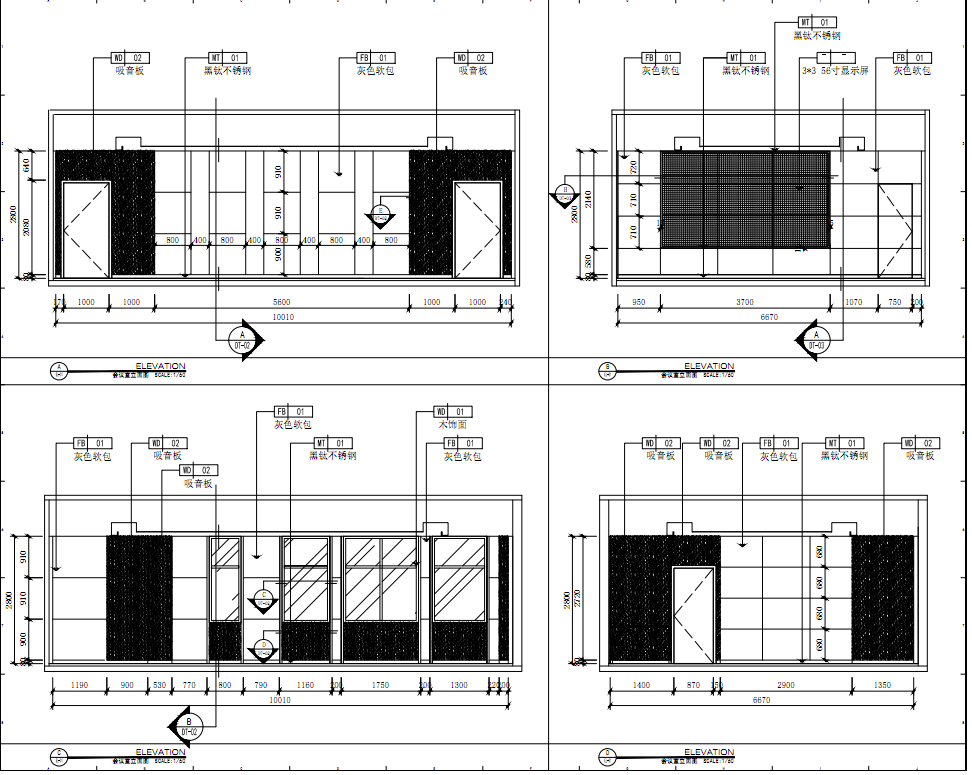 MT 01
黑钛不锈钢
WD 02
吸音板
MT 01
黑钛不锈钢
FB 01
灰色软包
WD 02
吸音板
FB 01
灰色软包
MT 01
黑钛不锈钢
3*3 56寸显示屏
FB 01
灰色软包
640
2080
2800
910
910
900
800 400 800 400 800 400 800 400 800
E
1000 1000 5600 1000 1000 240
10010
A
DT-02
720
710
710
580
2140
2800
B
950 3700 1070 750 200
6670
A
DT-03
A
ELEVATION
会议室立面图 SCALE:1/60
B
ELEVATION
会议室立面图 SCALE:1/60
FB 01
灰色软包
WD 01
木饰面
FB 01
灰色软包
WD 02
吸音板
WD 02
吸音板
MT 01
黑钛不锈钢
FB 01
灰色软包
WD 02
吸音板
WD 02
吸音板
FB 01
灰色软包
MT 01
黑钛不锈钢
WD 02
吸音板
910
910
900
2800
C
D
1190 900 530 770 800 790 1160 200 1750 200 1300
10010
B
DT-02
680
680
680
680
2720
2800
1400 870 150 2900 1350
6670
C
ELEVATION
会议室立面图 SCALE:1/60
D
ELEVATION
会议室立面图 SCALE:1/60